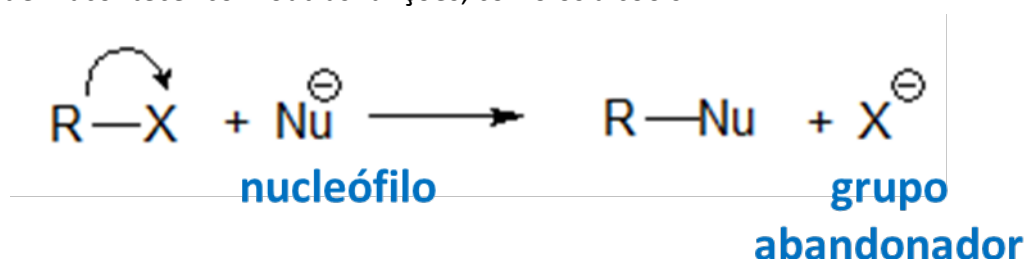 R—X + Nu⊖ → R—Nu + X⊖
nucleófilo grupo
abandonador